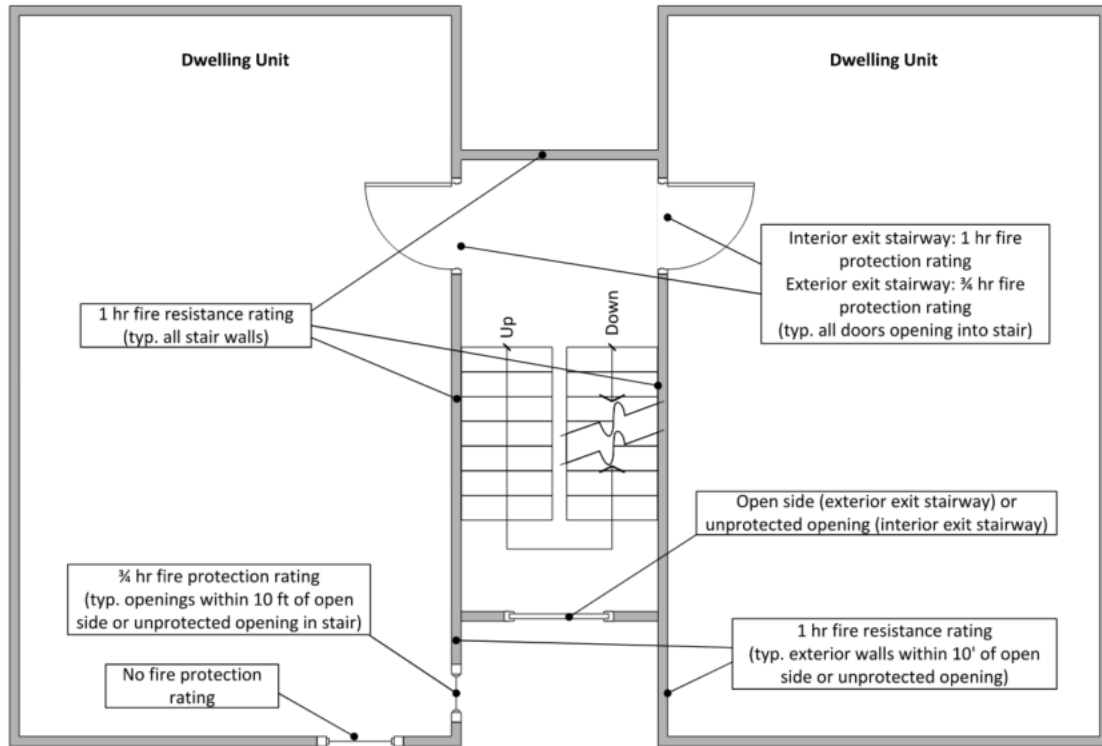 Dwelling Unit
Dwelling Unit
Interior exit stairway: 1 hr fire
protection rating
Exterior exit stairway: ¾ hr fire
protection rating
(typ. all doors opening into stair)
1 hr fire resistance rating
(typ. all stair walls)
Up
Down
Open side (exterior exit stairway) or
unprotected opening (interior exit stairway)
¾ hr fire protection rating
(typ. openings within 10 ft of open
side or unprotected opening in stair)
1 hr fire resistance rating
(typ. exterior walls within 10' of open
side or unprotected opening)
No fire protection
rating